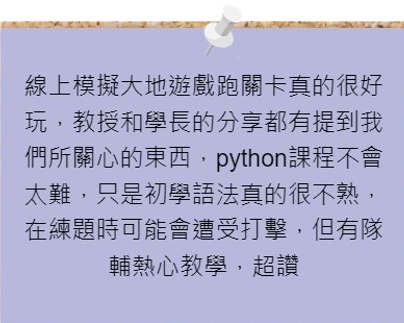 線上模擬大地遊戲跑關卡真的很好
玩，教授和學長的分享都有提到我
們所關心的東西，python課程不會
太難，只是初學語法真的很不熟，
在練題時可能會遭受打擊，但有隊
輔熱心教學，超讚